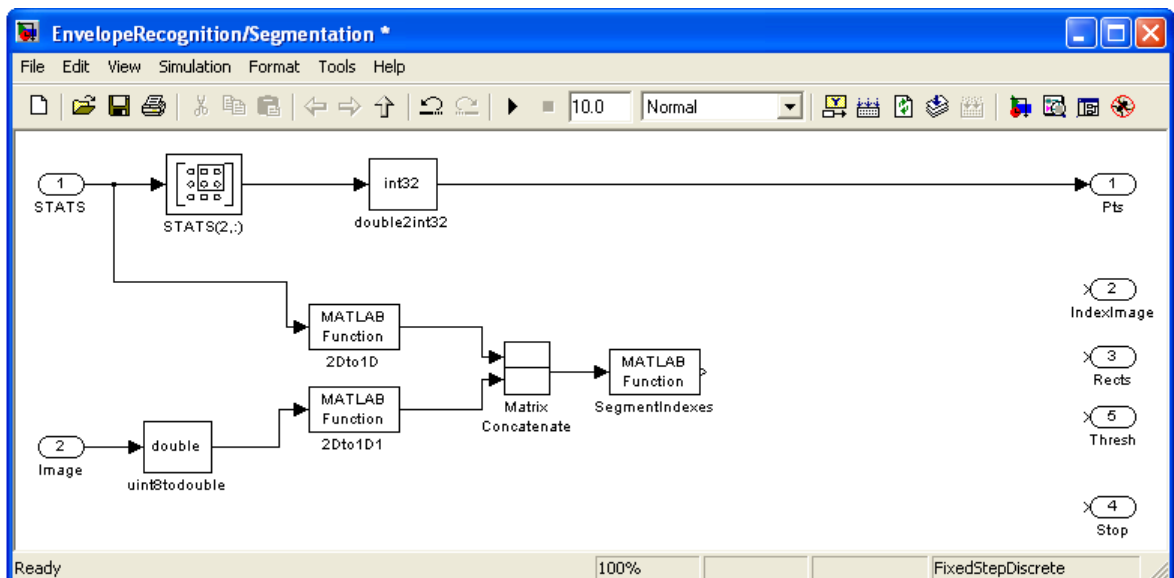 EnvelopeRecognition/Segmentation *
File Edit View Simulation Format Tools Help
10.0 Normal
1
STATS
STATS(2,:)
int32
double2int32
1
Pts
MATLAB
Function
2Dto1D
MATLAB
Function
2Dto1D1
Matrix
Concatenate
MATLAB
Function
SegmentIndexes
2
Image
double
uint8todouble
2
IndexImage
3
Rects
5
Thresh
4
Stop
Ready 100% FixedStepDiscrete